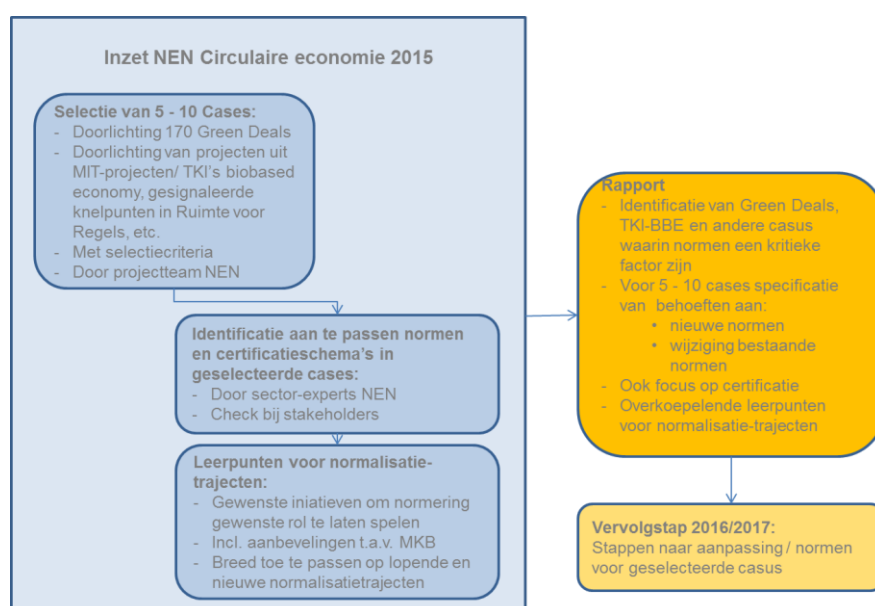 Inzet NEN Circulaire economie 2015
Selectie van 5 - 10 Cases:
- Doorlichting 170 Green Deals
- Doorlichting van projecten uit
MIT-projecten/ TKI's biobased
economy, gesignaleerde
knelpunten in Ruimte voor
Regels, etc.
- Met selectiecriteria
- Door projectteam NEN
Identificatie aan te passen normen
en certificatieschema's in
geselecteerde cases:
- Door sector-experts NEN
- Check bij stakeholders
Leerpunten voor normalisatie-
trajecten:
- Gewenste iniatieven om normering
gewenste rol te laten spelen
- Incl. aanbevelingen t.a.v. MKB
- Breed toe te passen op lopende en
nieuwe normalisatietrajecten
Rapport
- Identificatie van Green Deals,
TKI-BBE en andere casus
waarin normen een kritieke
factor zijn
- Voor 5 - 10 cases specificatie
van behoeften aan:
• nieuwe normen
• wijziging bestaande
normen
- Ook focus op certificatie
- Overkoepelende leerpunten
voor normalisatie-trajecten
Vervolgstap 2016/2017:
Stappen naar aanpassing / normen
voor geselecteerde casus